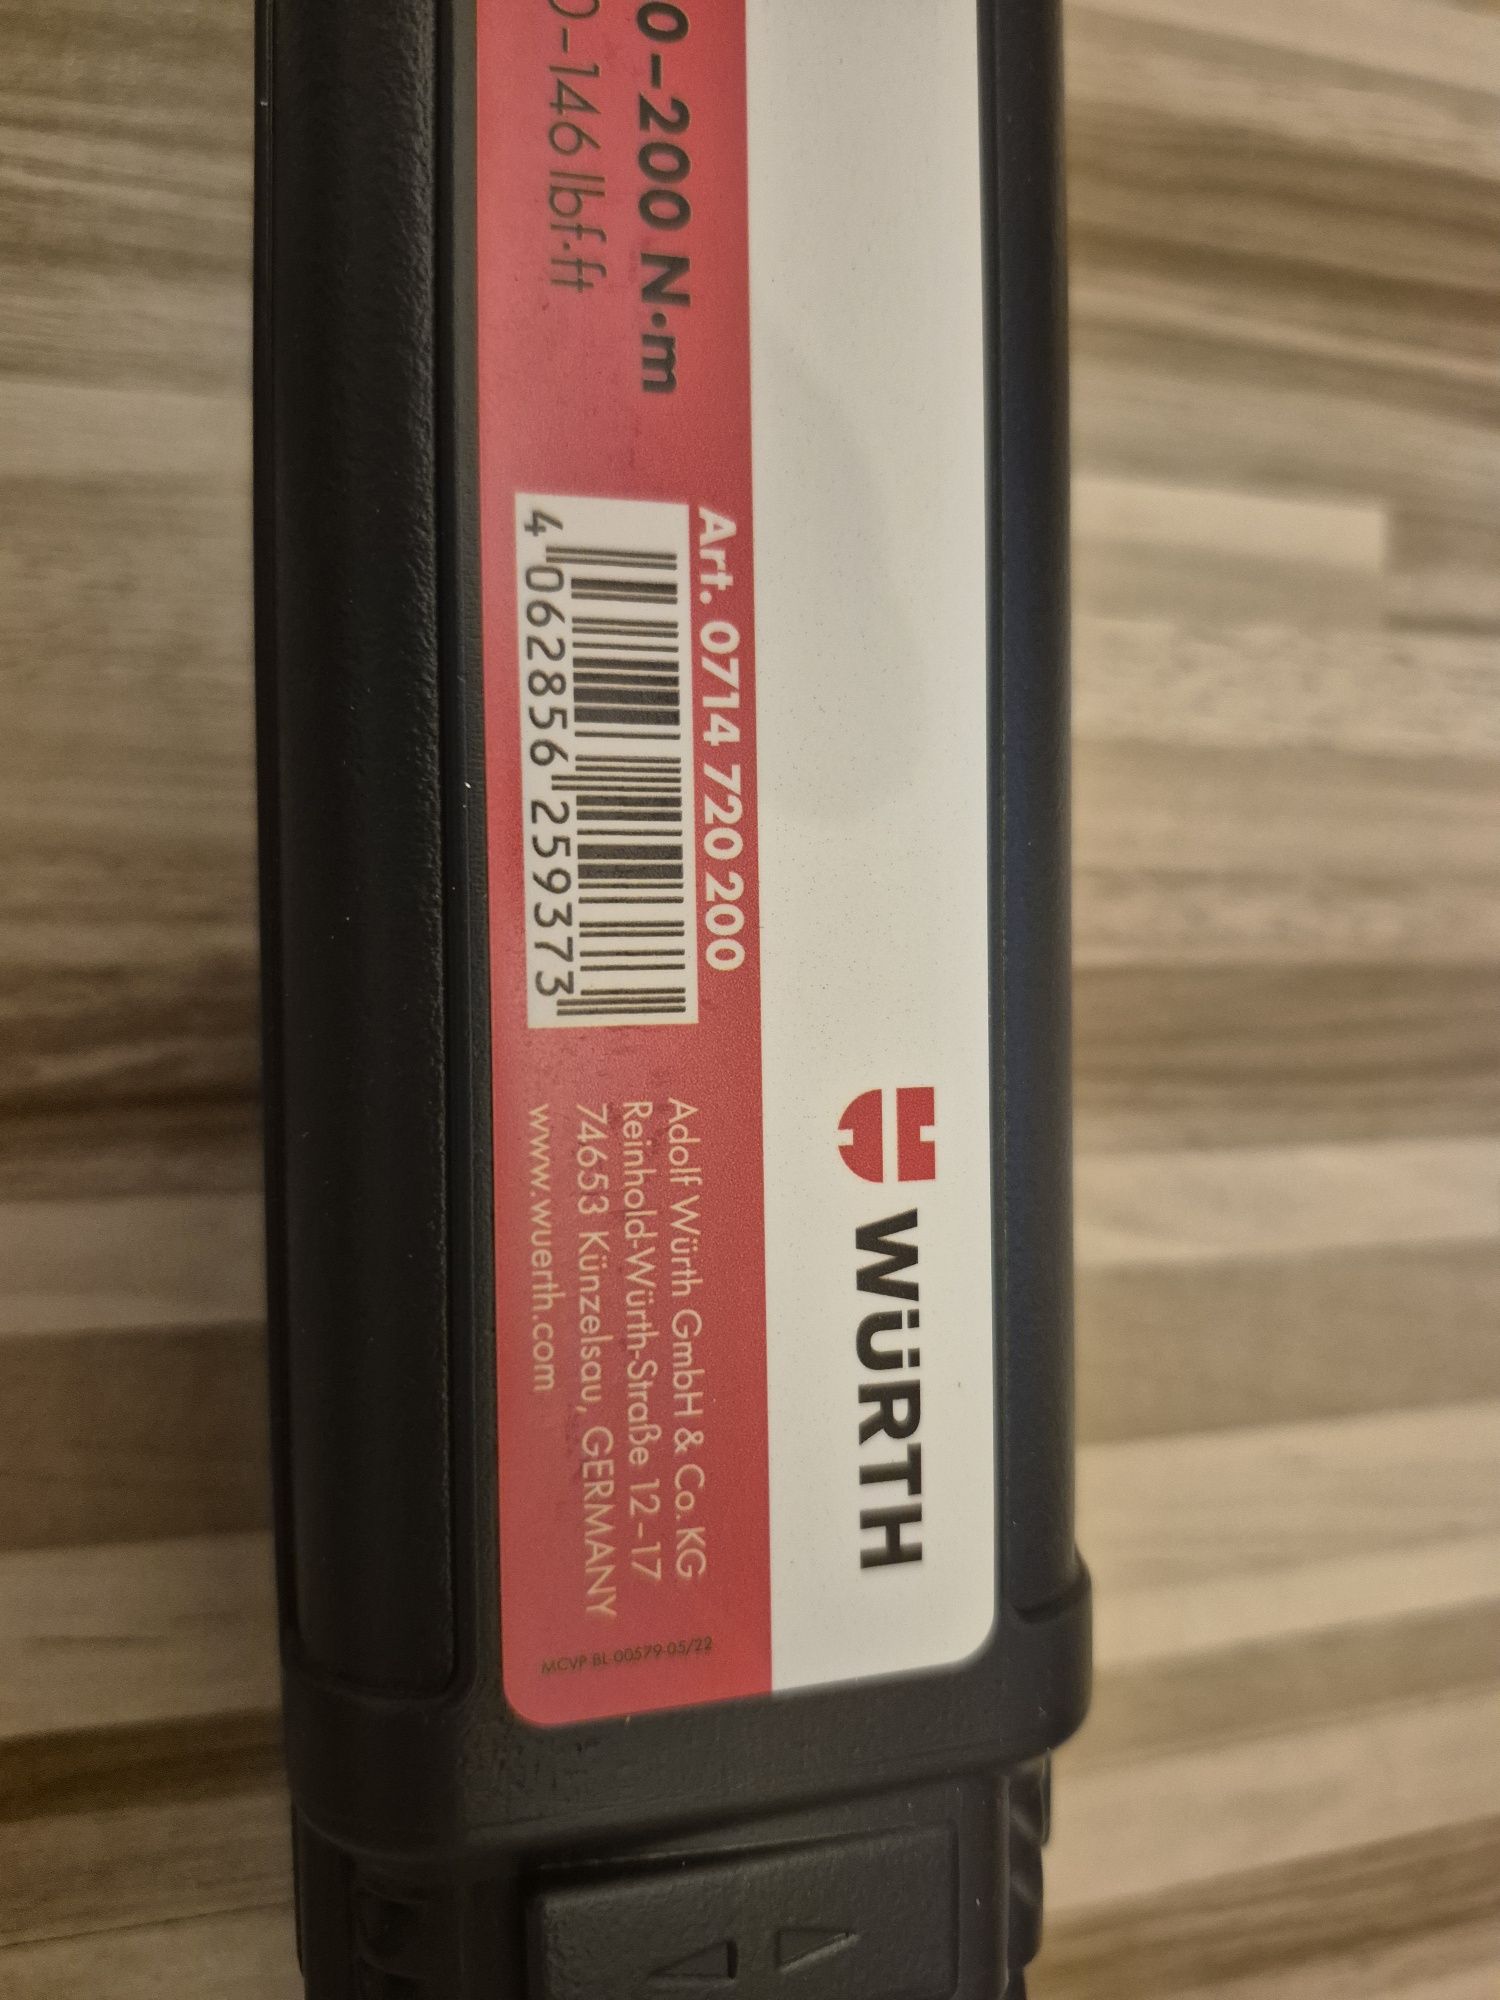 0–200 N·m
0–146 lbf·ft
Art. 0714 720 200
4 062856 259373
Adolf Würth GmbH & Co. KG
Reinhold-Würth-Straße 12–17
74653 Künzelsau, GERMANY
www.wuerth.com
MCVP BL 00579 05/22
WÜRTH